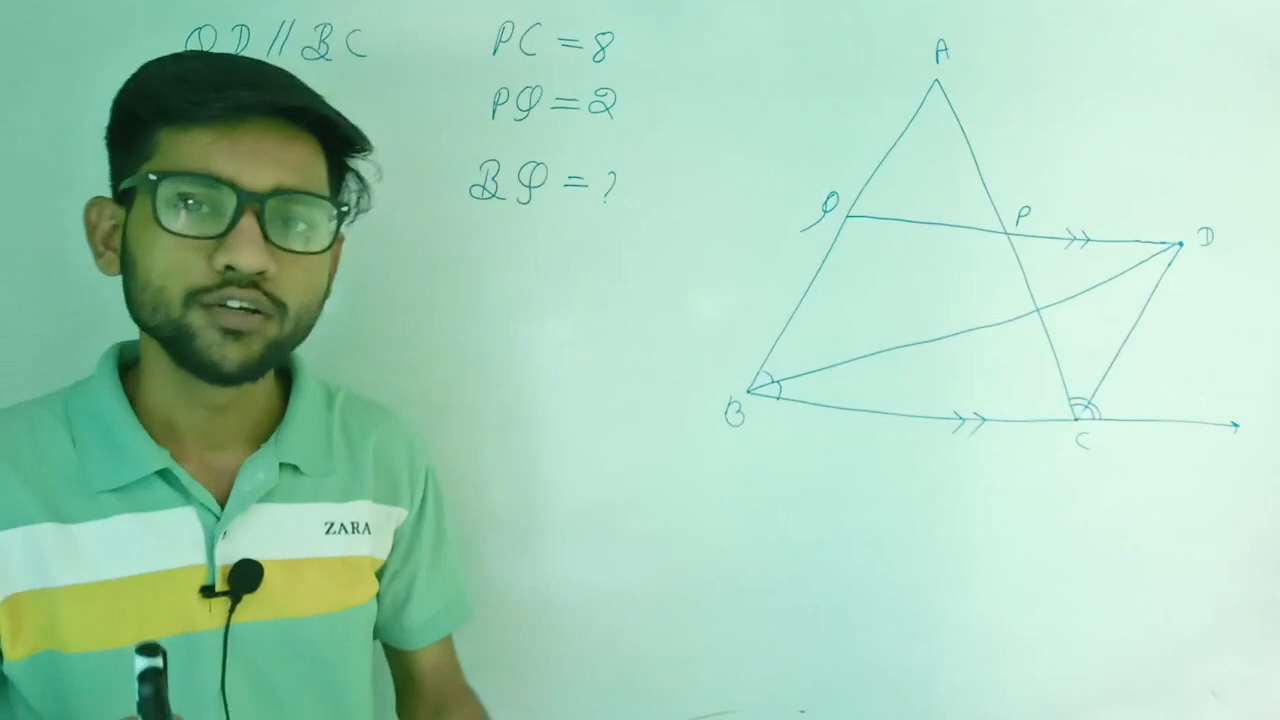 QD // BC
PC = 8
PQ = 2
BQ = ?
A
Q
P
D
B
C
ZARA